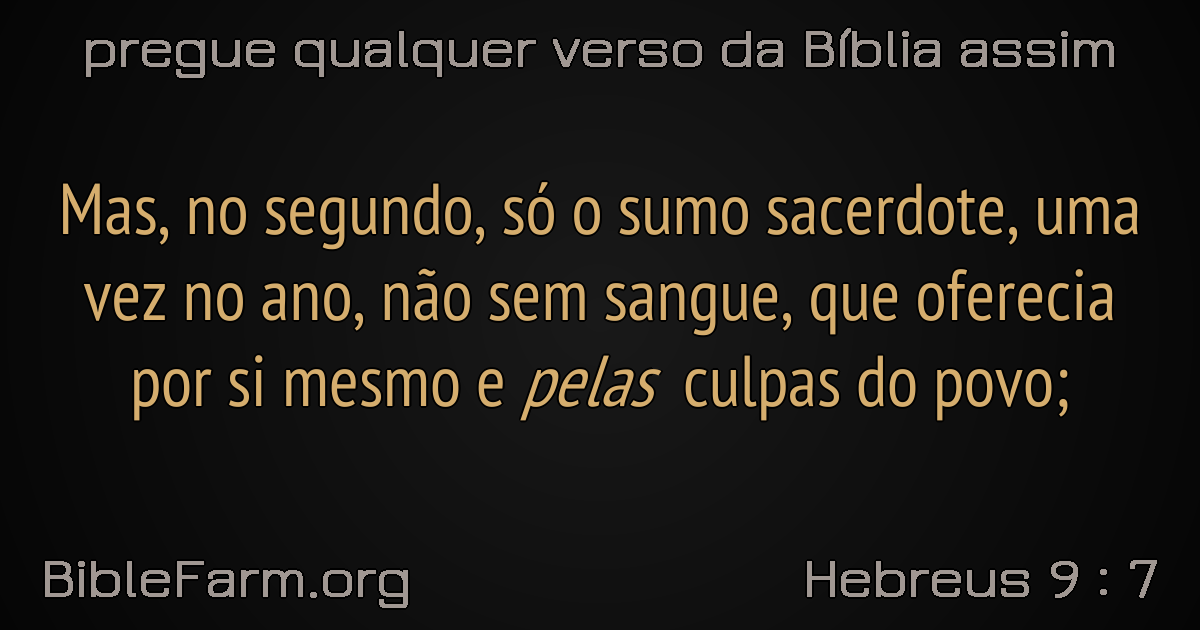 pregue qualquer verso da Bíblia assim
Mas, no segundo, só o sumo sacerdote, uma
vez no ano, não sem sangue, que oferecia
por si mesmo e pelas culpas do povo;
BibleFarm.org
Hebreus 9 : 7